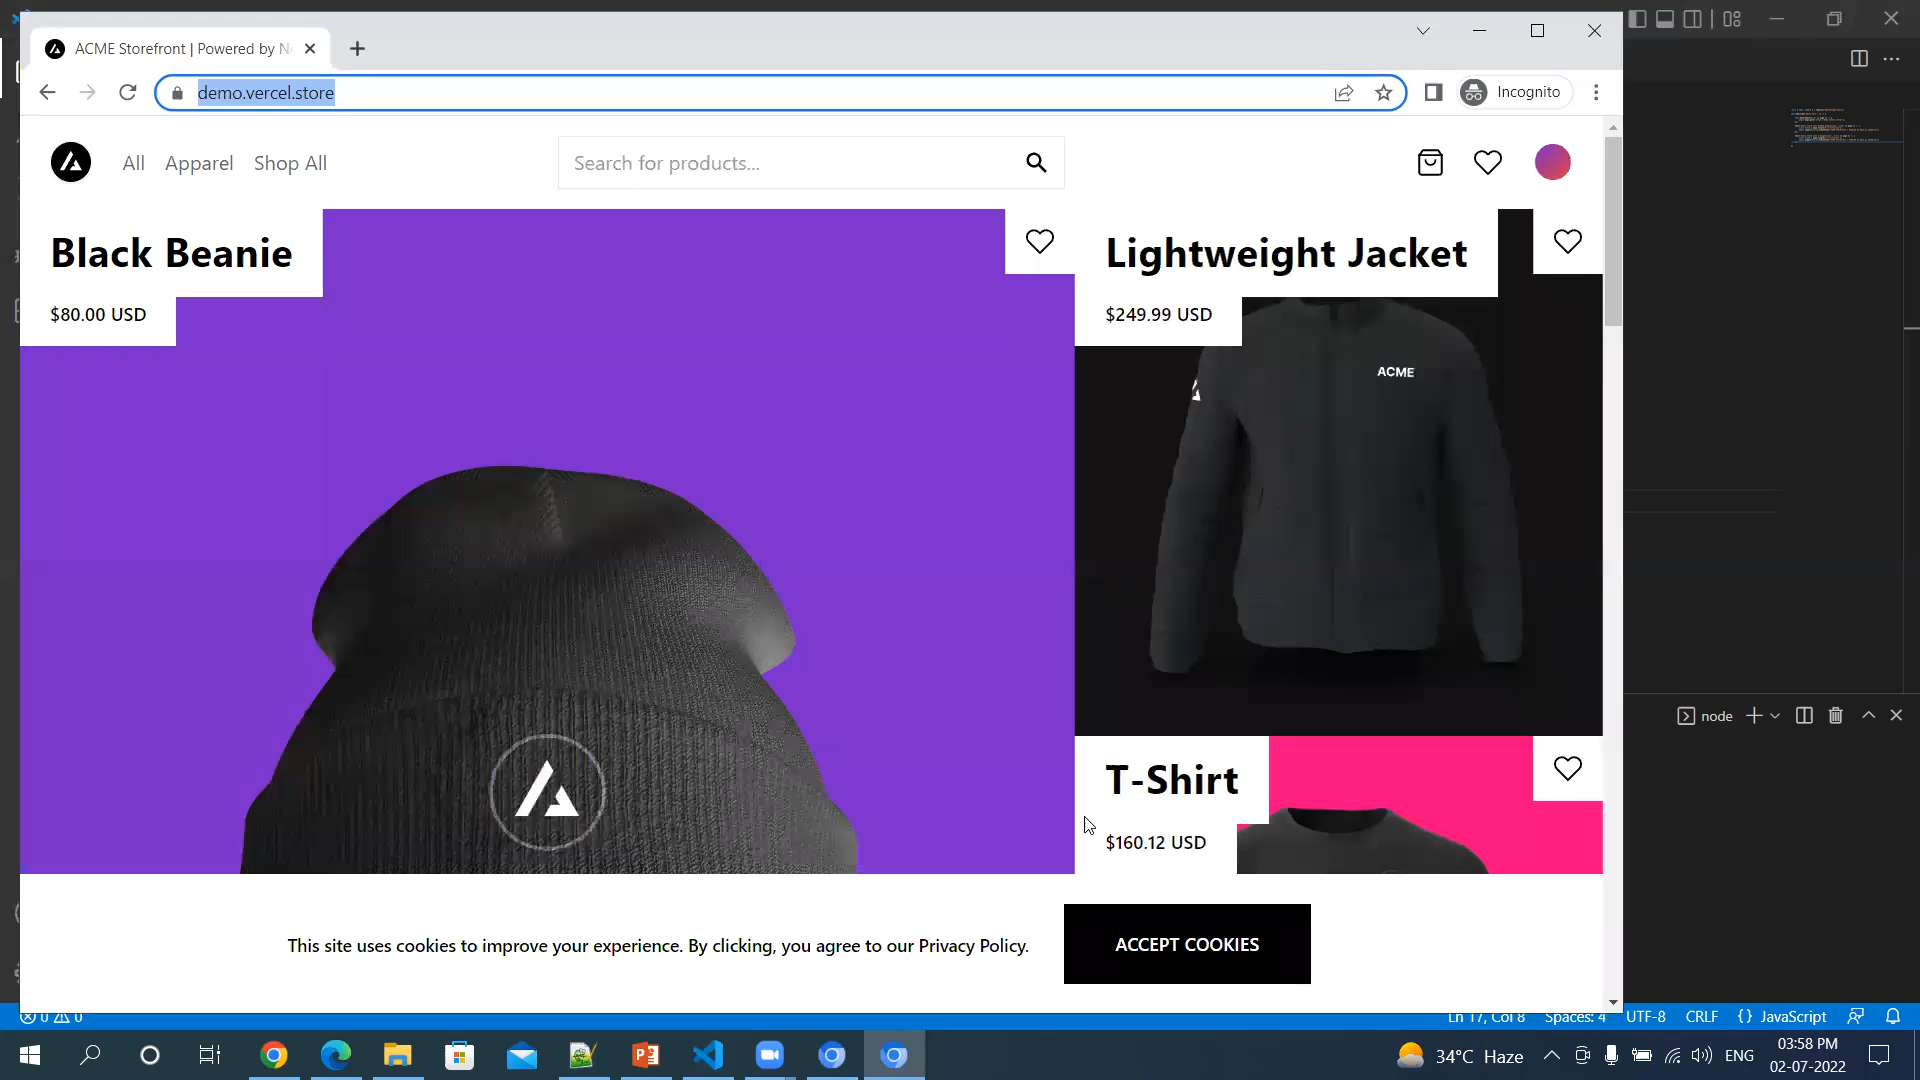 ACME Storefront | Powered by N
demo.vercel.store
Incognito
All Apparel Shop All
Search for products...
Black Beanie
$80.00 USD
Lightweight Jacket
$249.99 USD
ACME
T-Shirt
$160.12 USD
This site uses cookies to improve your experience. By clicking, you agree to our Privacy Policy.
ACCEPT COOKIES
node
0 0
Ln 17, Col 8 Spaces: 4 UTF-8 CRLF {} JavaScript
34°C Haze
ENG
03:58 PM
02-07-2022